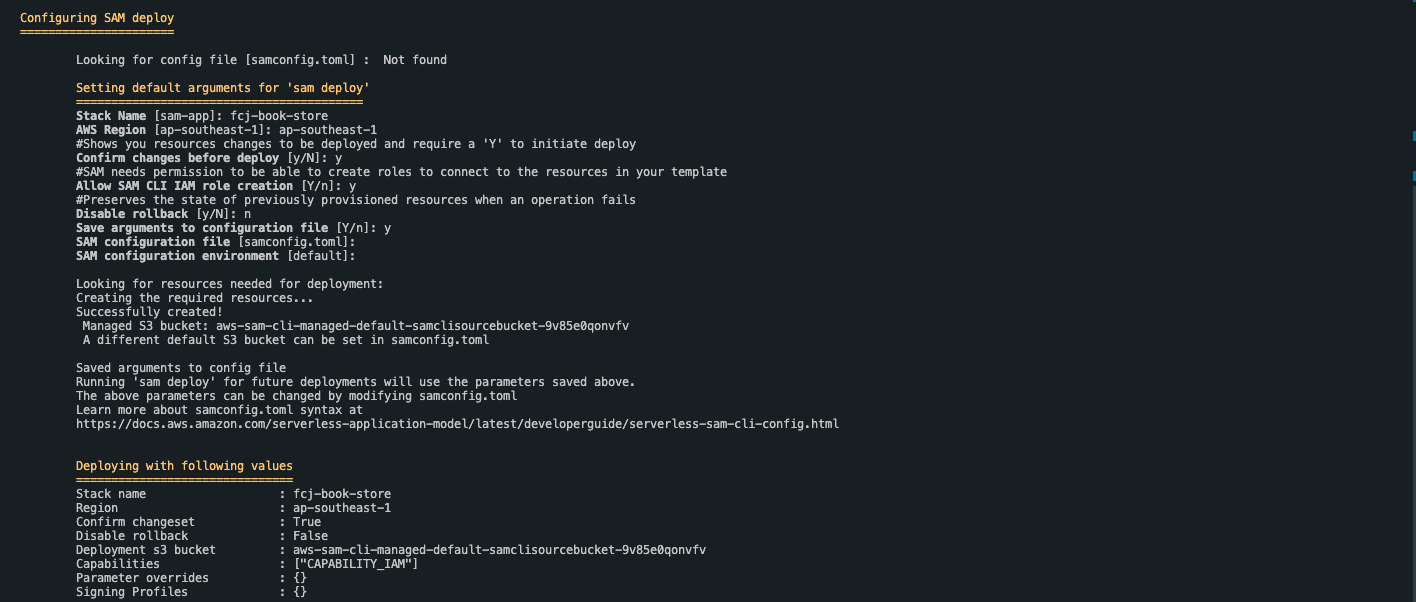 Configuring SAM deploy
======================
Looking for config file [samconfig.toml] :  Not found
Setting default arguments for 'sam deploy'
=========================================
Stack Name [sam-app]: fcj-book-store
AWS Region [ap-southeast-1]: ap-southeast-1
#Shows you resources changes to be deployed and require a 'Y' to initiate deploy
Confirm changes before deploy [y/N]: y
#SAM needs permission to be able to create roles to connect to the resources in your template
Allow SAM CLI IAM role creation [Y/n]: y
#Preserves the state of previously provisioned resources when an operation fails
Disable rollback [y/N]: n
Save arguments to configuration file [Y/n]: y
SAM configuration file [samconfig.toml]:
SAM configuration environment [default]:
Looking for resources needed for deployment:
Creating the required resources...
Successfully created!
Managed S3 bucket: aws-sam-cli-managed-default-samclisourcebucket-9v85e0qonvfv
A different default S3 bucket can be set in samconfig.toml
Saved arguments to config file
Running 'sam deploy' for future deployments will use the parameters saved above.
The above parameters can be changed by modifying samconfig.toml
Learn more about samconfig.toml syntax at
https://docs.aws.amazon.com/serverless-application-model/latest/developerguide/serverless-sam-cli-config.html
Deploying with following values
===============================
Stack name                   : fcj-book-store
Region                       : ap-southeast-1
Confirm changeset            : True
Disable rollback             : False
Deployment s3 bucket         : aws-sam-cli-managed-default-samclisourcebucket-9v85e0qonvfv
Capabilities                 : ["CAPABILITY_IAM"]
Parameter overrides          : {}
Signing Profiles             : {}